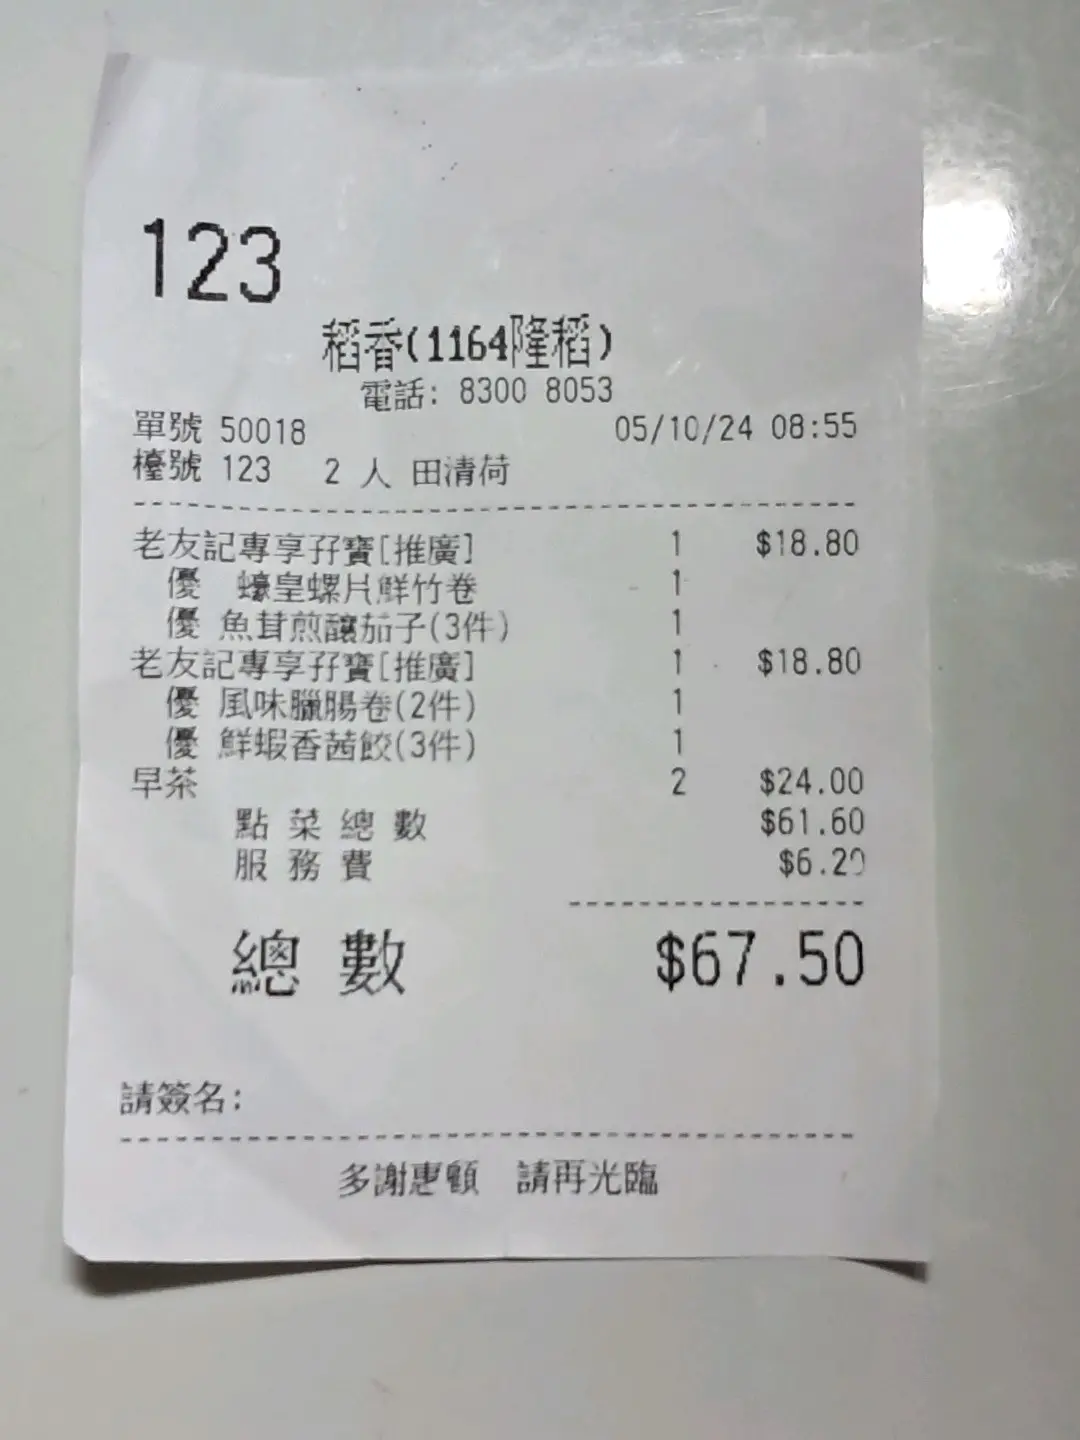 123
稻香(1164隆稻)
電話: 8300 8053
單號 50018 05/10/24 08:55
檯號 123 2 人 田清荷
老友記專享孖寶[推廣] 1 $18.80
優 蠔皇螺片鮮竹卷 1
優 魚茸煎釀茄子(3件) 1
老友記專享孖寶[推廣] 1 $18.80
優 風味臘腸卷(2件) 1
優 鮮蝦香茜餃(3件) 1
早茶 2 $24.00
點菜總數 $61.60
服務費 $6.20
總數 $67.50
請簽名:
多謝惠顧 請再光臨